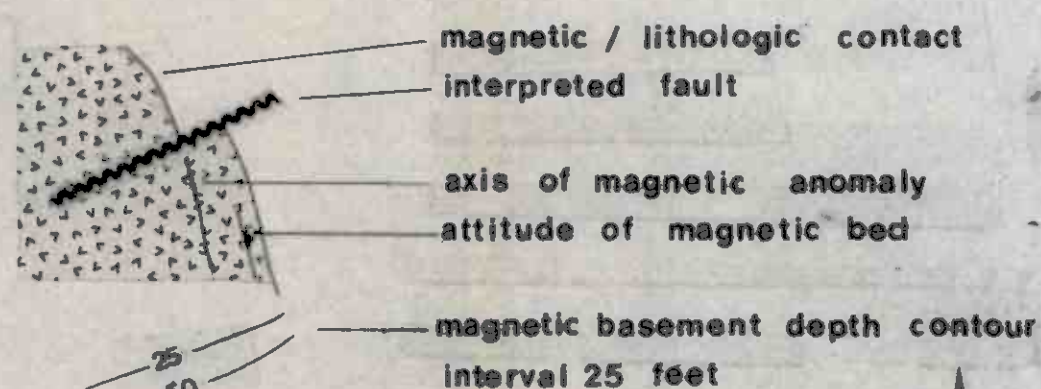 magnetic / lithologic contact
interpreted fault
axis of magnetic anomaly
attitude of magnetic bed
magnetic basement depth contour
interval 25 feet
25
50